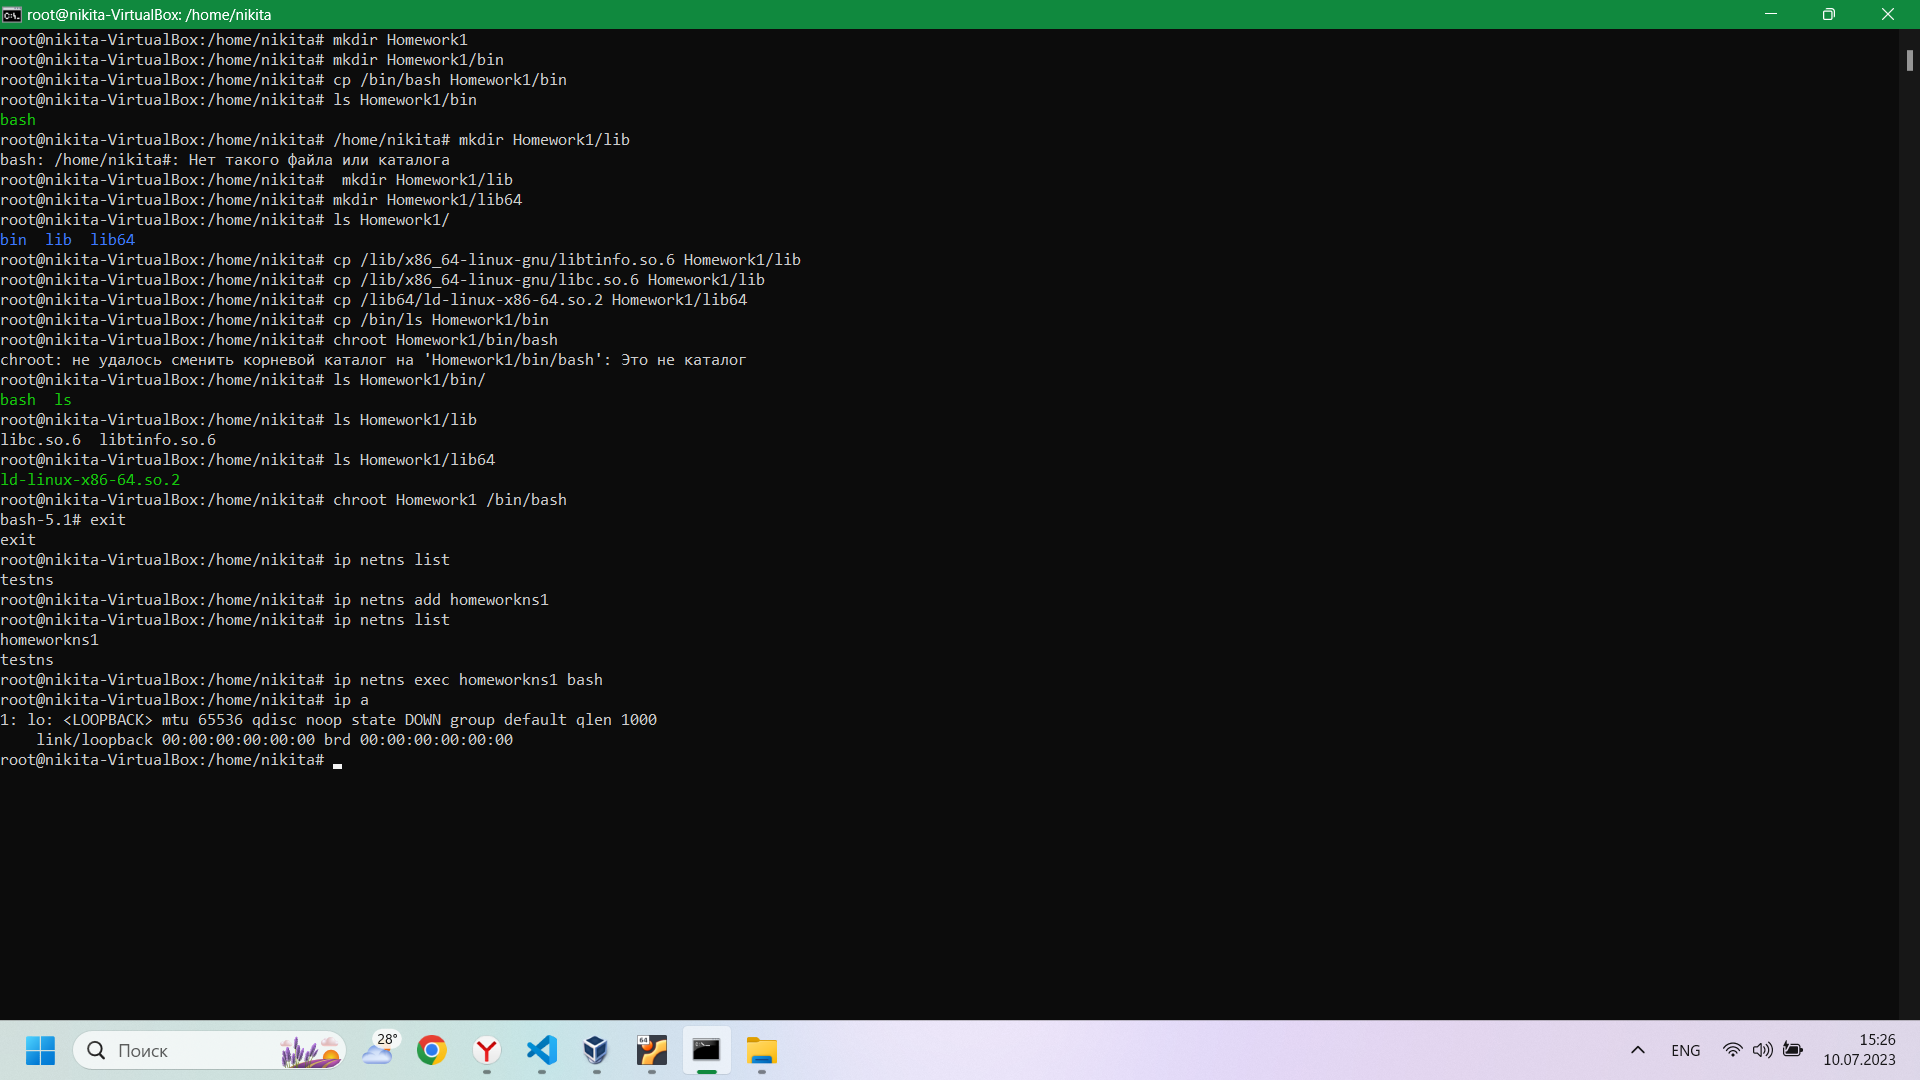 root@nikita-VirtualBox: /home/nikita
root@nikita-VirtualBox:/home/nikita# mkdir Homework1
root@nikita-VirtualBox:/home/nikita# mkdir Homework1/bin
root@nikita-VirtualBox:/home/nikita# cp /bin/bash Homework1/bin
root@nikita-VirtualBox:/home/nikita# ls Homework1/bin
bash
root@nikita-VirtualBox:/home/nikita# /home/nikita# mkdir Homework1/lib
bash: /home/nikita#: Нет такого файла или каталога
root@nikita-VirtualBox:/home/nikita#  mkdir Homework1/lib
root@nikita-VirtualBox:/home/nikita# mkdir Homework1/lib64
root@nikita-VirtualBox:/home/nikita# ls Homework1/
bin  lib  lib64
root@nikita-VirtualBox:/home/nikita# cp /lib/x86_64-linux-gnu/libtinfo.so.6 Homework1/lib
root@nikita-VirtualBox:/home/nikita# cp /lib/x86_64-linux-gnu/libc.so.6 Homework1/lib
root@nikita-VirtualBox:/home/nikita# cp /lib64/ld-linux-x86-64.so.2 Homework1/lib64
root@nikita-VirtualBox:/home/nikita# cp /bin/ls Homework1/bin
root@nikita-VirtualBox:/home/nikita# chroot Homework1/bin/bash
chroot: не удалось сменить корневой каталог на 'Homework1/bin/bash': Это не каталог
root@nikita-VirtualBox:/home/nikita# ls Homework1/bin/
bash  ls
root@nikita-VirtualBox:/home/nikita# ls Homework1/lib
libc.so.6  libtinfo.so.6
root@nikita-VirtualBox:/home/nikita# ls Homework1/lib64
ld-linux-x86-64.so.2
root@nikita-VirtualBox:/home/nikita# chroot Homework1 /bin/bash
bash-5.1# exit
exit
root@nikita-VirtualBox:/home/nikita# ip netns list
testns
root@nikita-VirtualBox:/home/nikita# ip netns add homeworkns1
root@nikita-VirtualBox:/home/nikita# ip netns list
homeworkns1
testns
root@nikita-VirtualBox:/home/nikita# ip netns exec homeworkns1 bash
root@nikita-VirtualBox:/home/nikita# ip a
1: lo: <LOOPBACK> mtu 65536 qdisc noop state DOWN group default qlen 1000
    link/loopback 00:00:00:00:00:00 brd 00:00:00:00:00:00
root@nikita-VirtualBox:/home/nikita#
Поиск
28°
64
ENG
15:26
10.07.2023